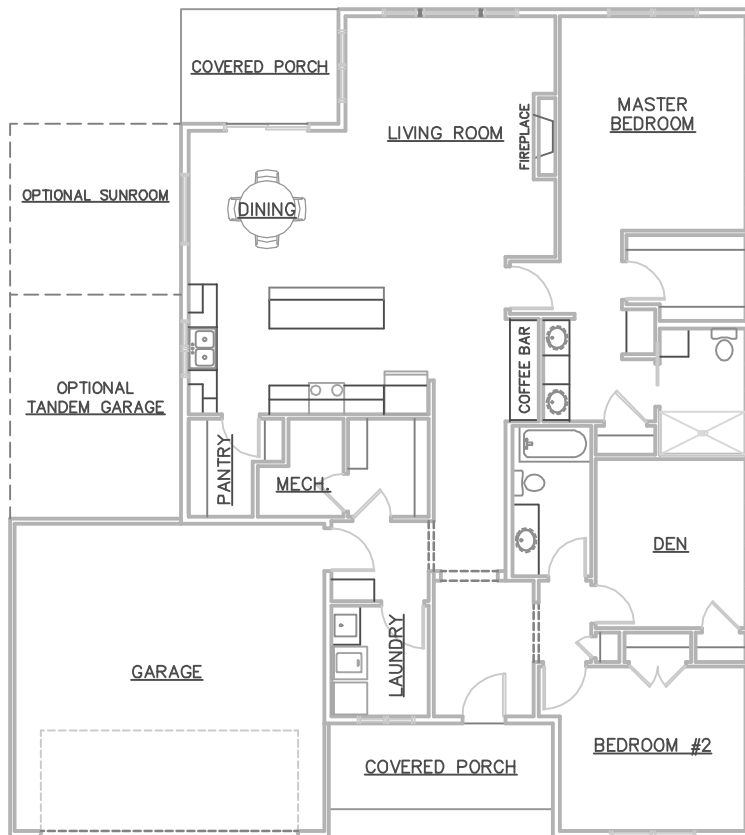 COVERED PORCH
LIVING ROOM
FIREPLACE
MASTER
BEDROOM
OPTIONAL SUNROOM
DINING
OPTIONAL
TANDEM GARAGE
COFFEE BAR
PANTRY
MECH.
DEN
GARAGE
LAUNDRY
COVERED PORCH
BEDROOM #2